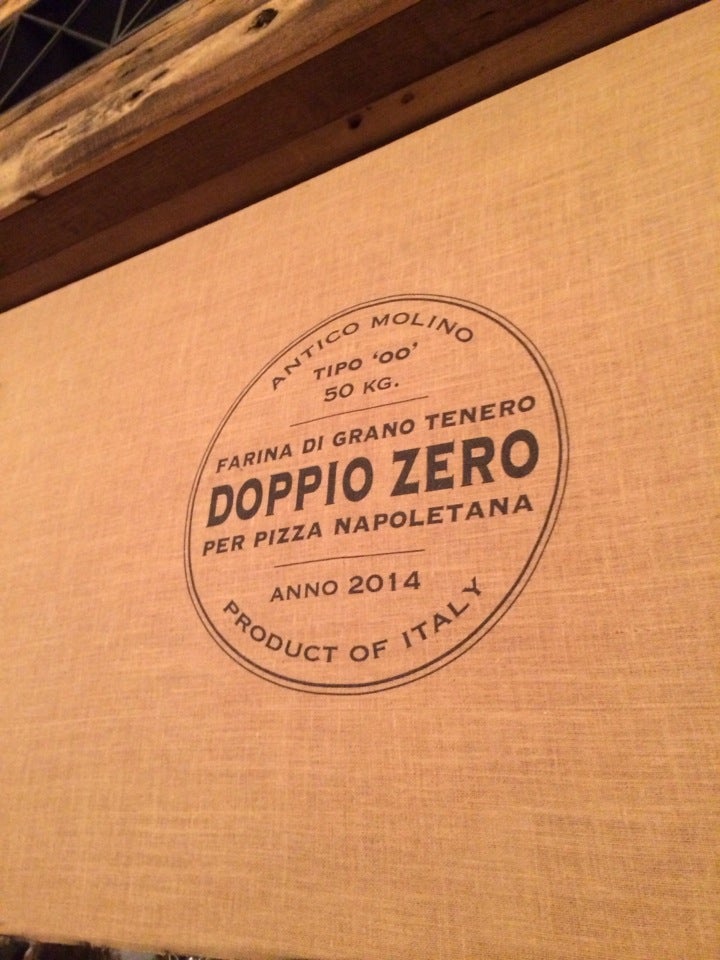 ANTICO MOLINO
TIPO ‘00’
50 KG.
FARINA DI GRANO TENERO
DOPPIO ZERO
PER PIZZA NAPOLETANA
ANNO 2014
PRODUCT OF ITALY